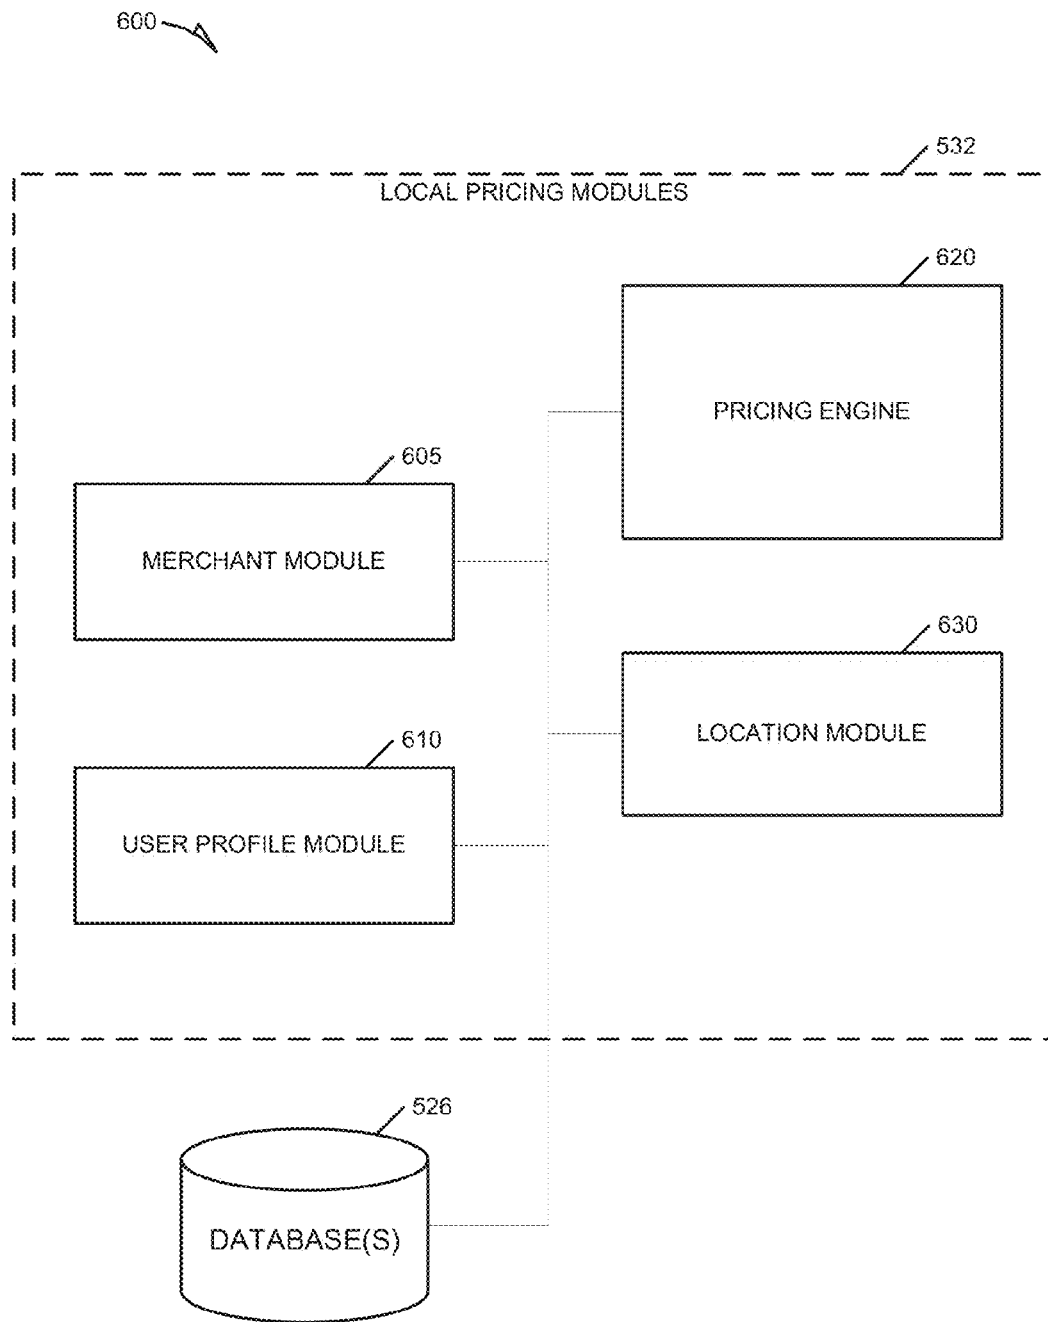 600
532
LOCAL PRICING MODULES
620
PRICING ENGINE
605
MERCHANT MODULE
630
LOCATION MODULE
610
USER PROFILE MODULE
526
DATABASE(S)